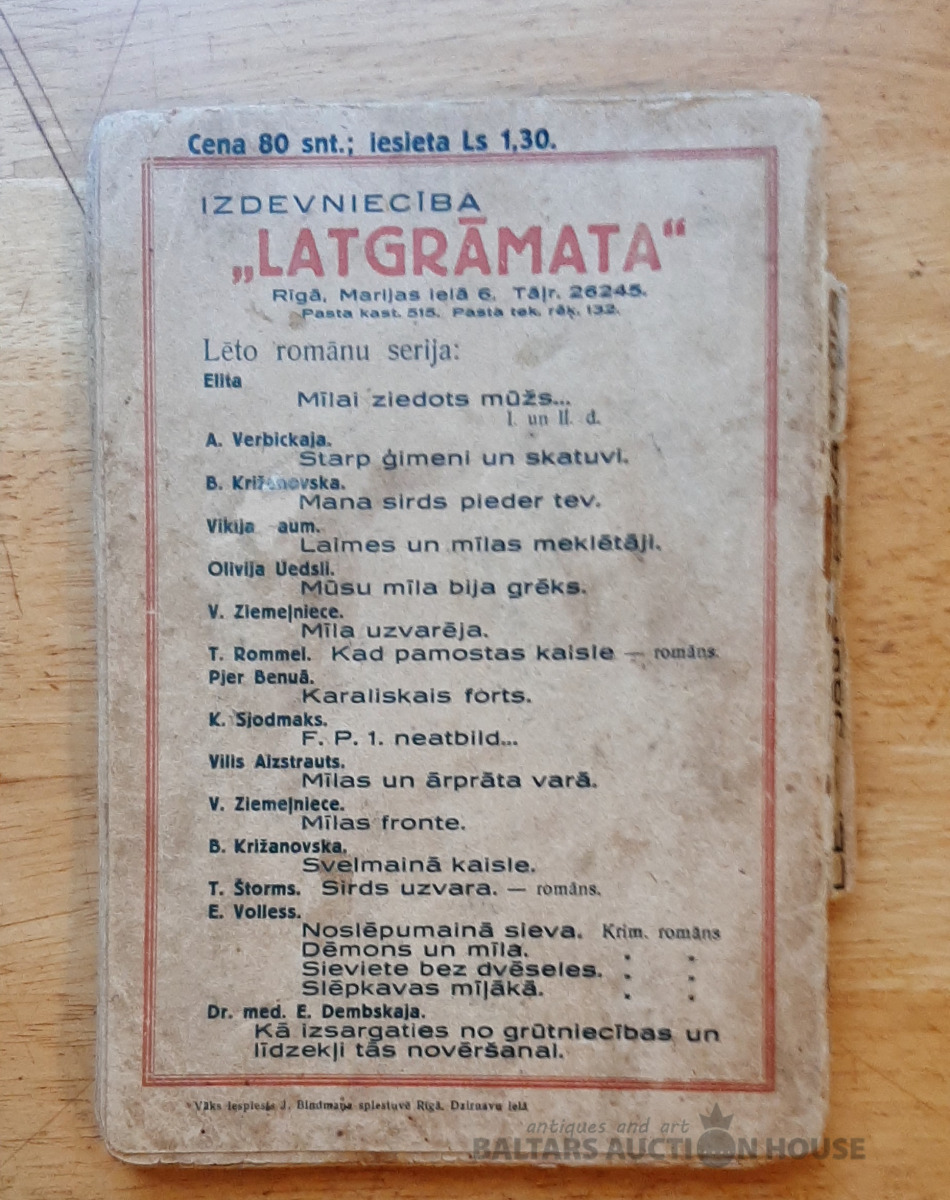 Cena 80 snt.; iesieta Ls 1,30.
IZDEVNIECĪBA
„LATGRĀMATA“
Rīgā, Marijas ielā 6. Tāļr. 26245.
Pasta kast. 515. Pasta tek. rēķ. 132.
Lēto romānu serija:
Elita
Mīlai ziedots mūžs...
I. un II. d.
A. Verbickaja.
Starp ģimeni un skatuvi.
B. Križanovska.
Mana sirds pieder tev.
Vikija aum.
Laimes un mīlas meklētāji.
Olivija Uedsli.
Mūsu mīla bija grēks.
V. Ziemeļniece.
Mīla uzvarēja.
T. Rommel. Kad pamostas kaisle — romāns.
Pjer Benuā.
Karaliskais forts.
K. Sjodmaks.
F. P. 1. neatbild...
Vilis Aizstrauts.
Mīlas un ārprāta varā.
V. Ziemeļniece.
Mīlas fronte.
B. Križanovska.
Svelmainā kaisle.
T. Štorms. Sirds uzvara. — romāns.
E. Volless.
Noslēpumainā sieva. Krim. romāns
Dēmons un mīla. " "
Sieviete bez dvēseles. " "
Slēpkavas mīļākā. " "
Dr. med. E. Dembskaja.
Kā izsargaties no grūtniecības un
līdzekļi tās novēršanai.
Vāks iespiests J. Bindmaņa spiestuvē Rīgā, Dzirnavu ielā
antiques and art
BALTARS AUCTION HOUSE